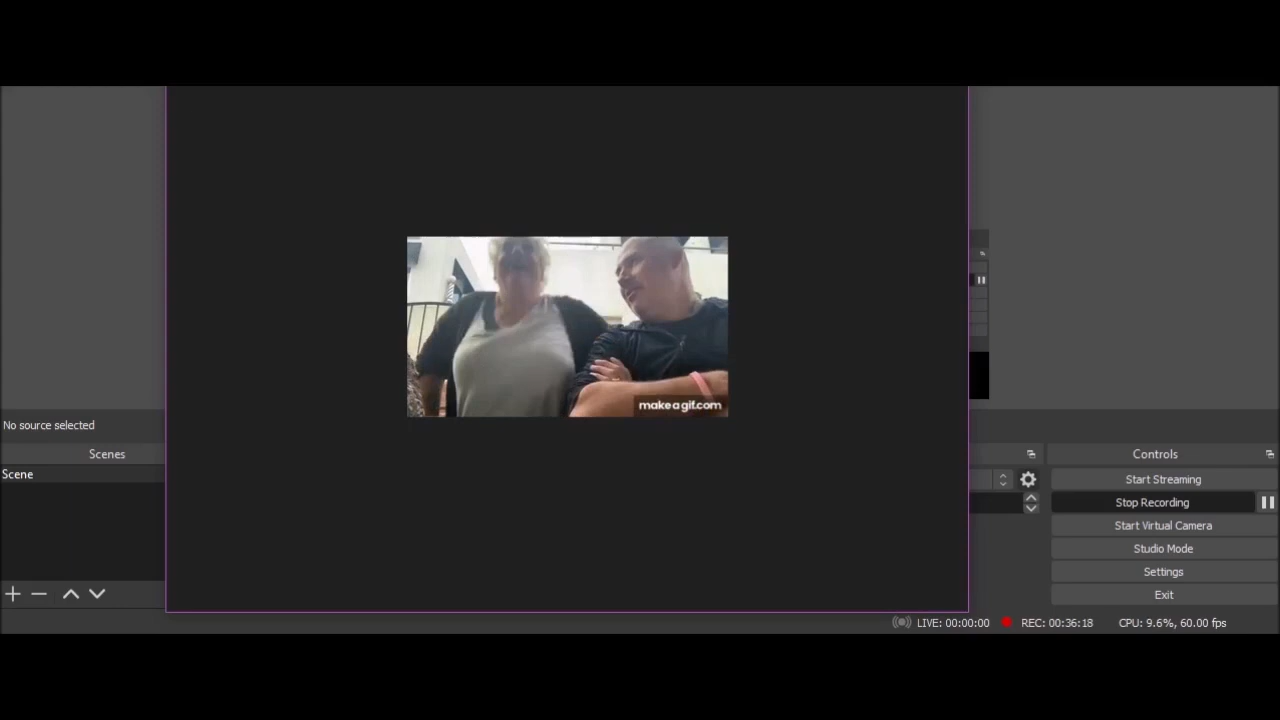 makeagif.com
No source selected
Scenes
Controls
Scene
Start Streaming
Stop Recording
Start Virtual Camera
Studio Mode
Settings
Exit
LIVE: 00:00:00
REC: 00:36:18
CPU: 9.6%, 60.00 fps